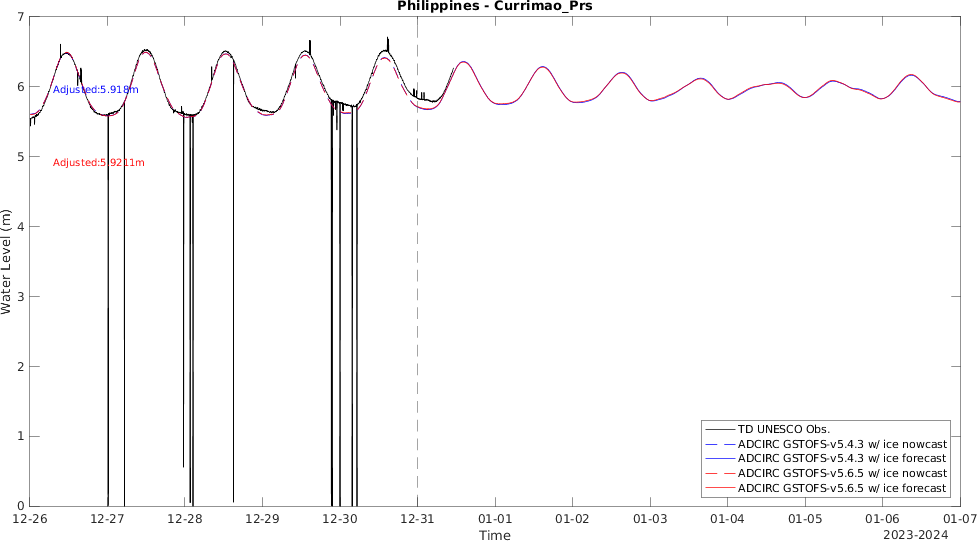 Philippines - Currimao_Prs
7
6
5
4
3
2
1
0
Water Level (m)
Adjusted:5.918m
Adjusted:5.9211m
TD UNESCO Obs.
ADCIRC GSTOFS-v5.4.3 w/ ice nowcast
ADCIRC GSTOFS-v5.4.3 w/ ice forecast
ADCIRC GSTOFS-v5.6.5 w/ ice nowcast
ADCIRC GSTOFS-v5.6.5 w/ ice forecast
12-26 12-27 12-28 12-29 12-30 12-31 01-01 01-02 01-03 01-04 01-05 01-06 01-07
Time
2023-2024